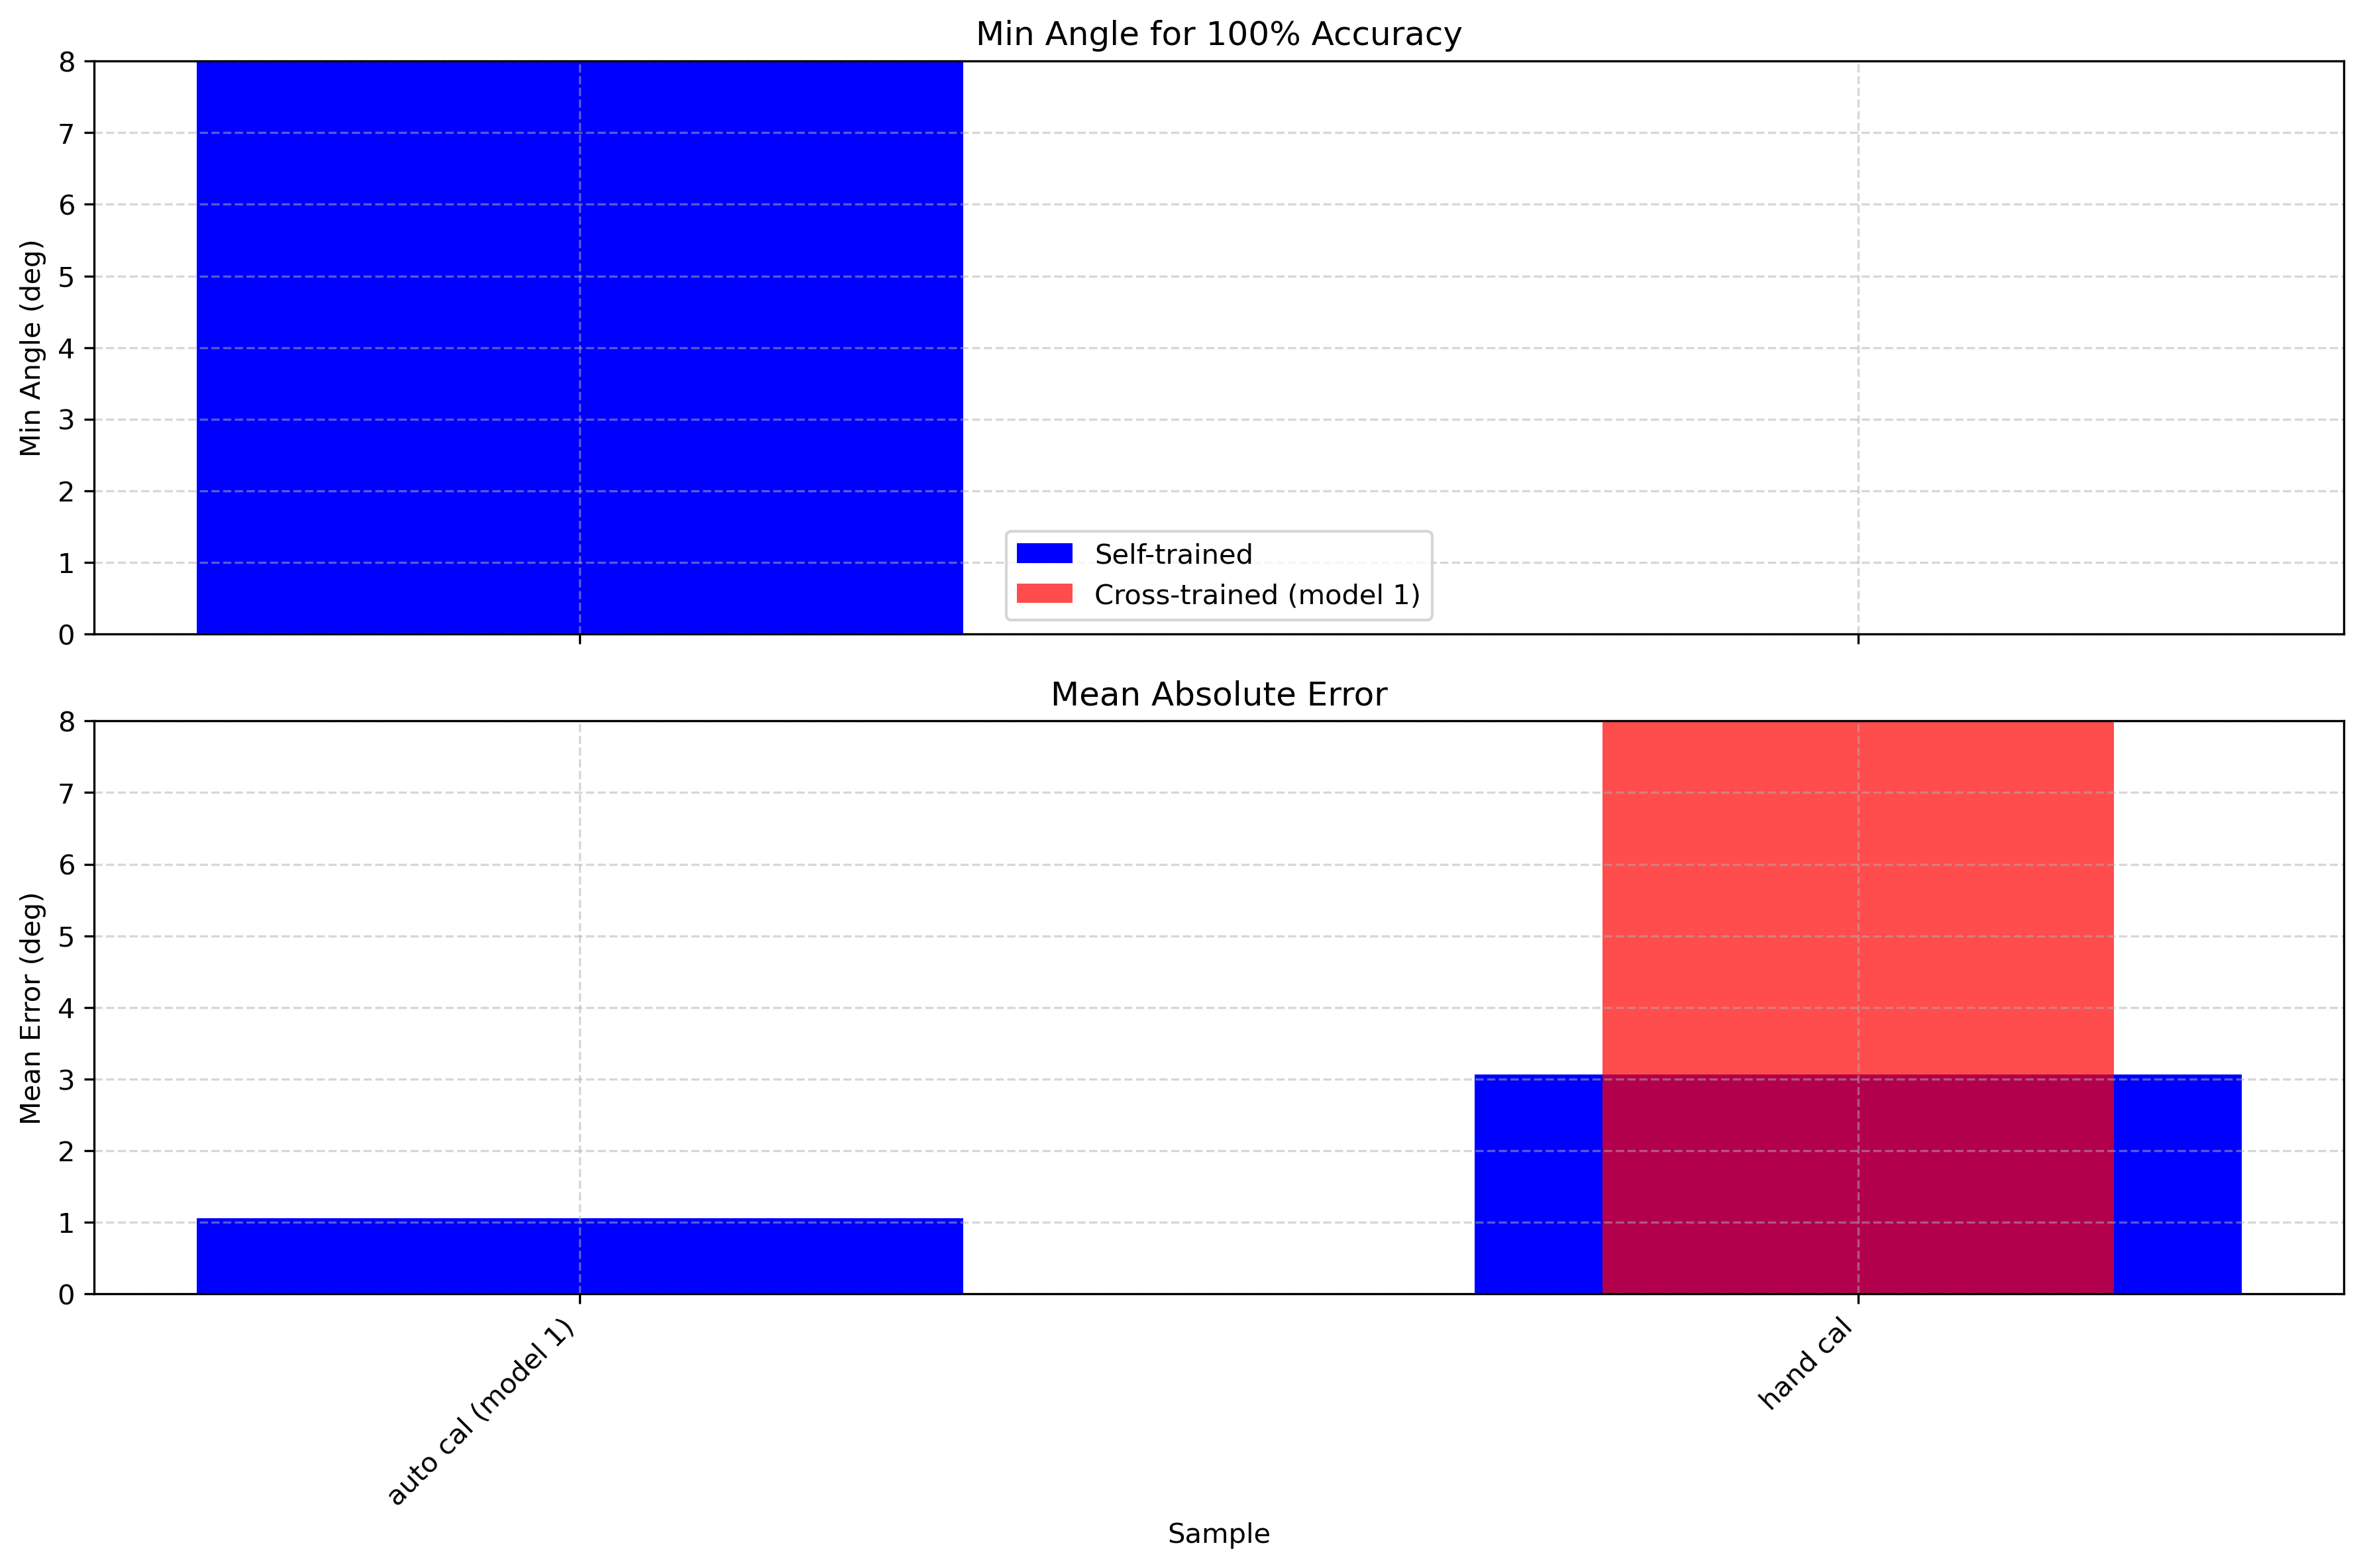 Min Angle for 100% Accuracy
Min Angle (deg)
8
7
6
5
4
3
2
1
0
Self-trained
Cross-trained (model 1)
Mean Absolute Error
Mean Error (deg)
8
7
6
5
4
3
2
1
0
auto cal (model 1)
hand cal
Sample